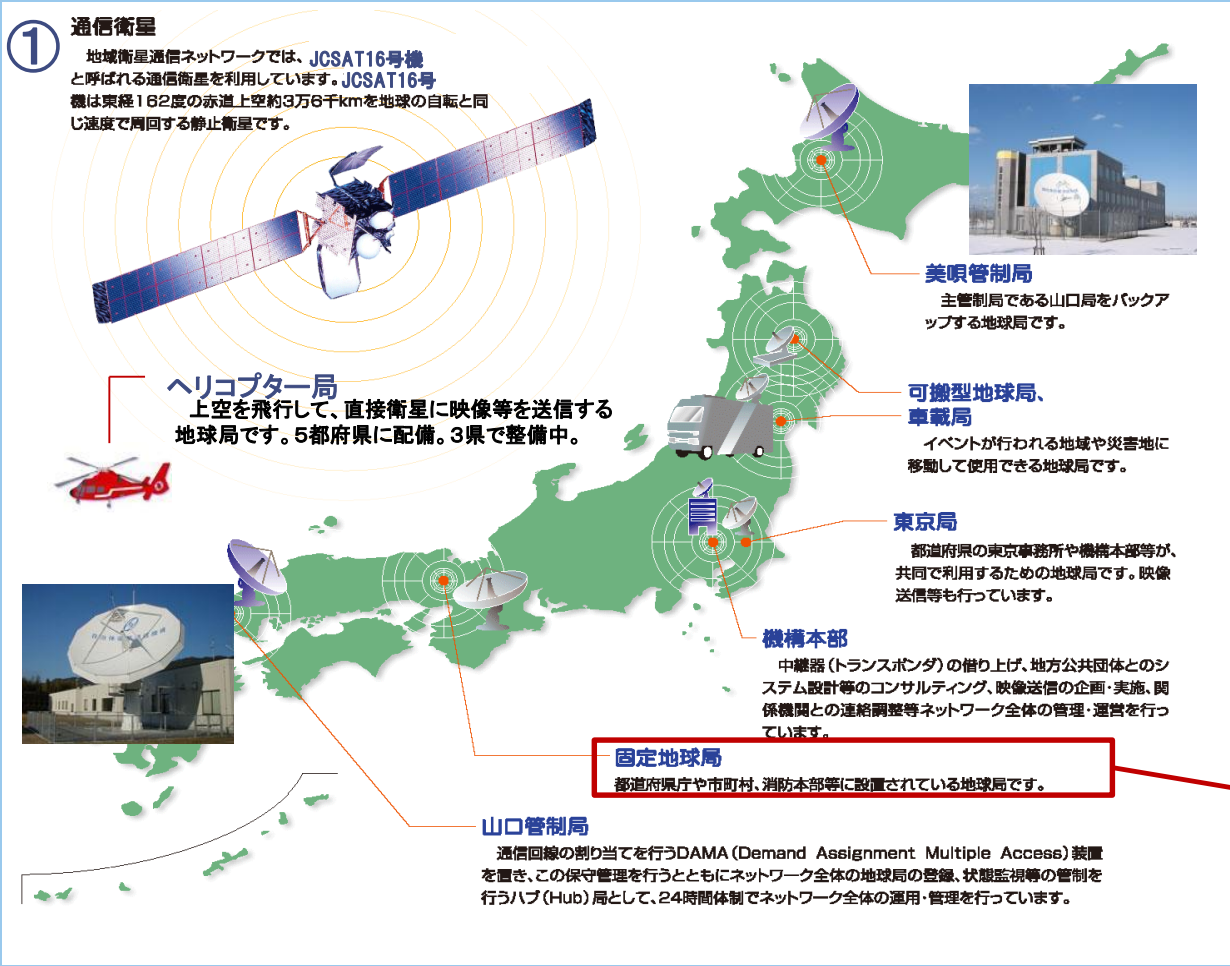 ①
通信衛星
地域衛星通信ネットワークでは、JCSAT16号機
と呼ばれる通信衛星を利用しています。JCSAT16号
機は東経162度の赤道上空約3万6千kmを地球の自転と同
じ速度で周回する静止衛星です。
美唄管制局
主管制局である山口局をバックア
ップする地球局です。
ヘリコプター局
上空を飛行して、直接衛星に映像等を送信する
地球局です。5都府県に配備。3県で整備中。
可搬型地球局、
車載局
イベントが行われる地域や災害地に
移動して使用できる地球局です。
東京局
都道府県の東京事務所や機構本部等が、
共同で利用するための地球局です。映像
送信等も行っています。
機構本部
中継器(トランスポンダ)の借り上げ、地方公共団体とのシ
ステム設計等のコンサルティング、映像送信の企画・実施、関
係機関との連絡調整等ネットワーク全体の管理・運営を行っ
ています。
固定地球局
都道府県庁や市町村、消防本部等に設置されている地球局です。
山口管制局
通信回線の割り当てを行うDAMA(Demand Assignment Multiple Access)装置
を置き、この保守管理を行うとともにネットワーク全体の地球局の登録、状態監視等の管制を
行うハブ(Hub)局として、24時間体制でネットワーク全体の運用・管理を行っています。